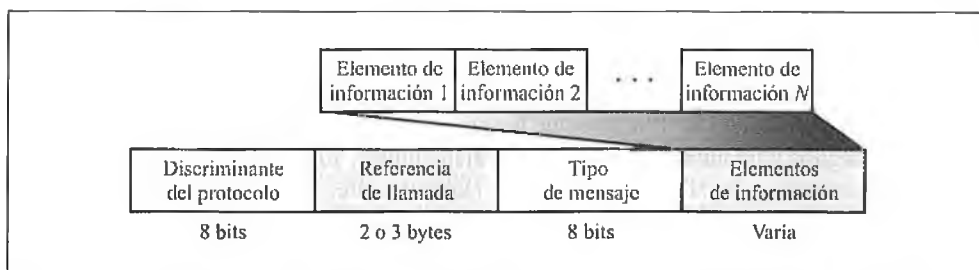 Elemento de información 1
Elemento de información 2
. . .
Elemento de información N
Discriminante del protocolo
Referencia de llamada
Tipo de mensaje
Elementos de información
8 bits
2 o 3 bytes
8 bits
Varía